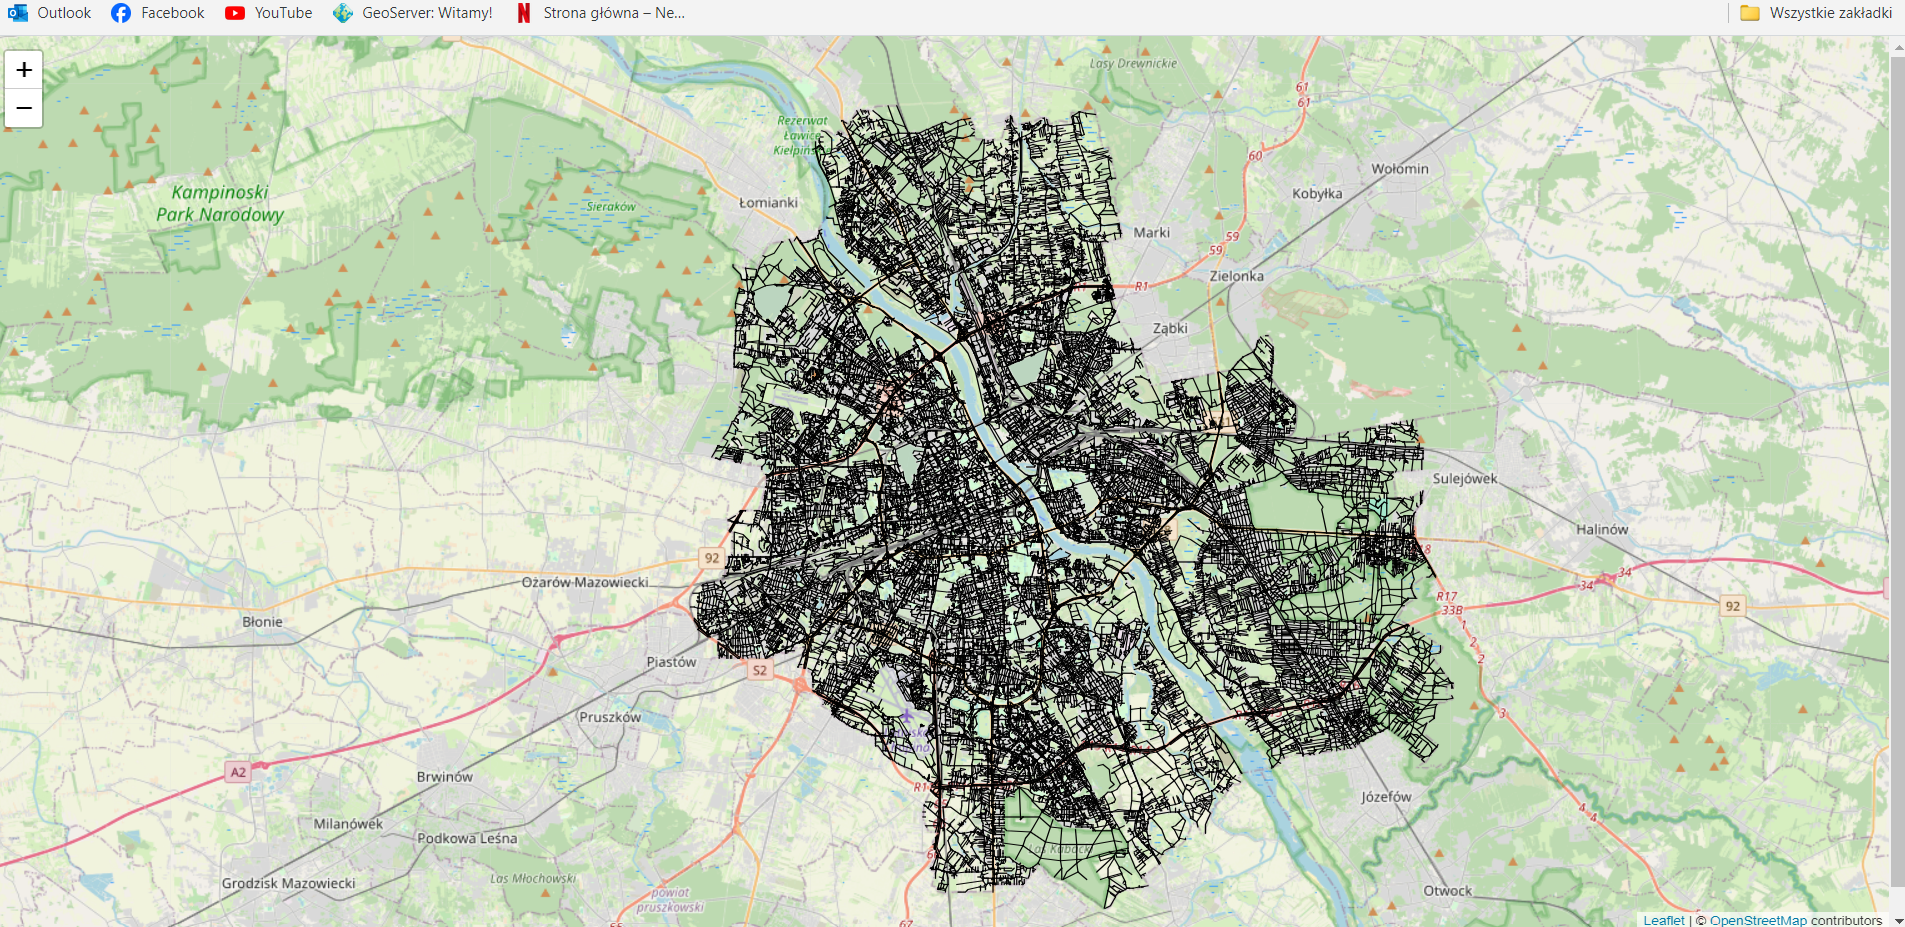 Outlook
Facebook
YouTube
GeoServer: Witamy!
Strona główna – Ne...
Wszystkie zakładki
+
−
Lasy Drewnickie
61
61
Rezerwat
Ławice
Kiełpińskie
60
Wołomin
Kampinoski
Park Narodowy
Kobyłka
Sieraków
Łomianki
Marki
59
59
Zielonka
R1
Ząbki
Sulejówek
Halinów
92
8
Ożarów Mazowiecki
34
34
R17
33B
92
Błonie
1
2
2
Piastów
S2
3
Pruszków
A2
Brwinów
Józefów
4
4
Milanówek
Podkowa Leśna
Las Kabacki
Grodzisk Mazowiecki
Las Młochowski
powiat
pruszkowski
Otwock
67
Leaflet | © OpenStreetMap contributors